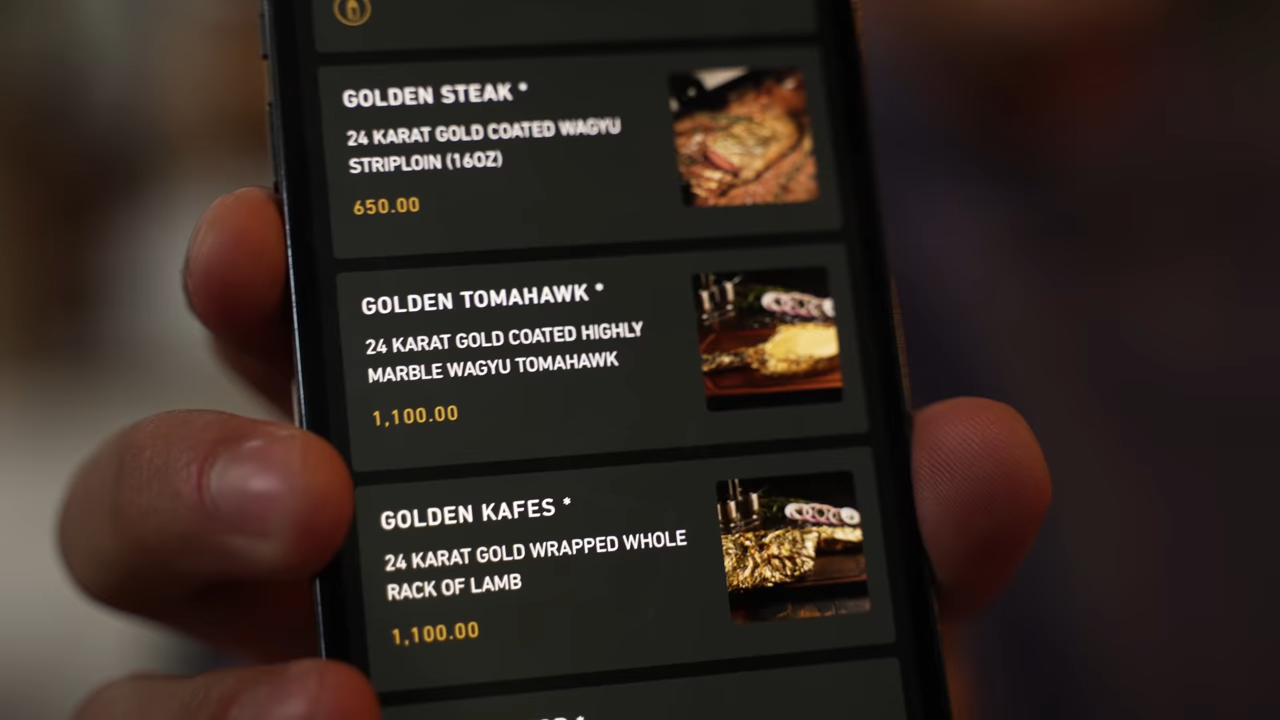 GOLDEN STEAK *
24 KARAT GOLD COATED WAGYU
STRIPLOIN (16OZ)
650.00
GOLDEN TOMAHAWK *
24 KARAT GOLD COATED HIGHLY
MARBLE WAGYU TOMAHAWK
1,100.00
GOLDEN KAFES *
24 KARAT GOLD WRAPPED WHOLE
RACK OF LAMB
1,100.00